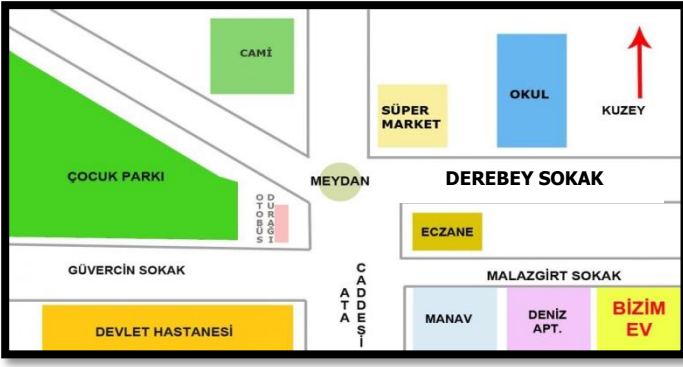 CAMİ
SÜPER
MARKET
OKUL
KUZEY
ÇOCUK PARKI
MEYDAN
DEREBEY SOKAK
OTOBÜS
DURAĞI
ECZANE
GÜVERCİN SOKAK
MALAZGİRT SOKAK
ATA
CADDESİ
DEVLET HASTANESİ
MANAV
DENİZ
APT.
BİZİM
EV